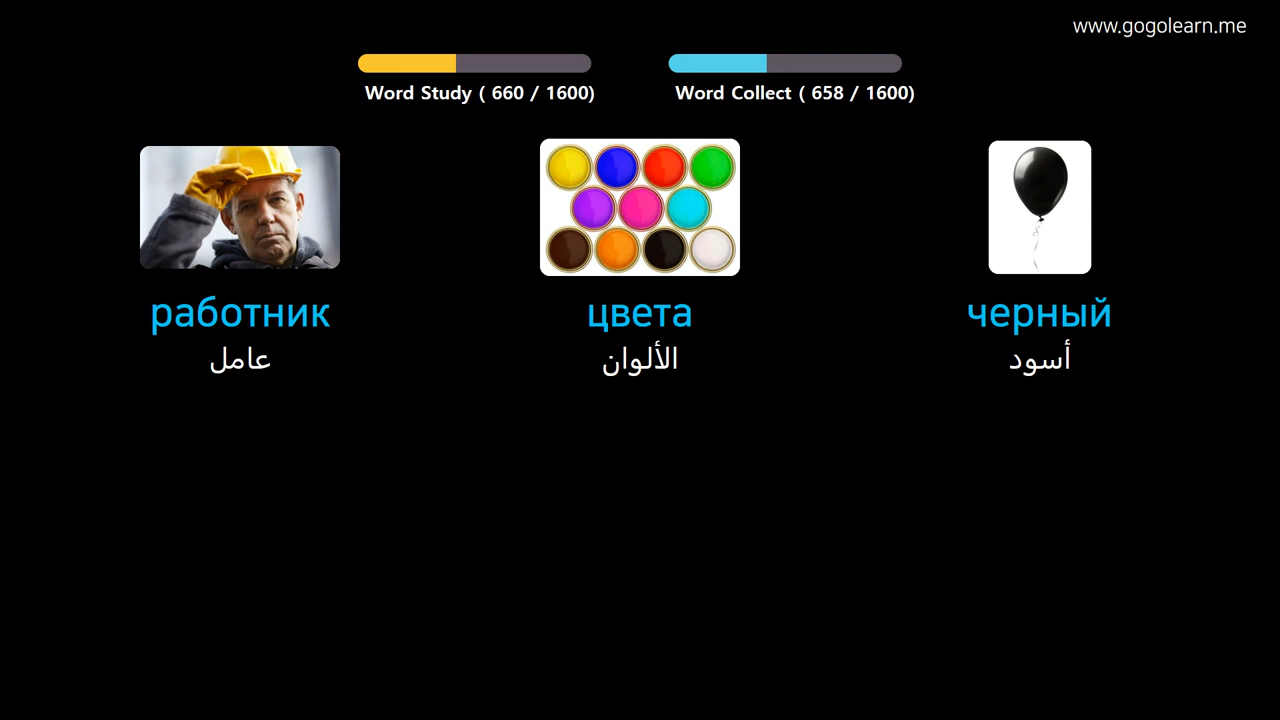 www.gogolearn.me
Word Study ( 660 / 1600)
Word Collect ( 658 / 1600)
работник
цвета
черный
عامل
الألوان
أسود